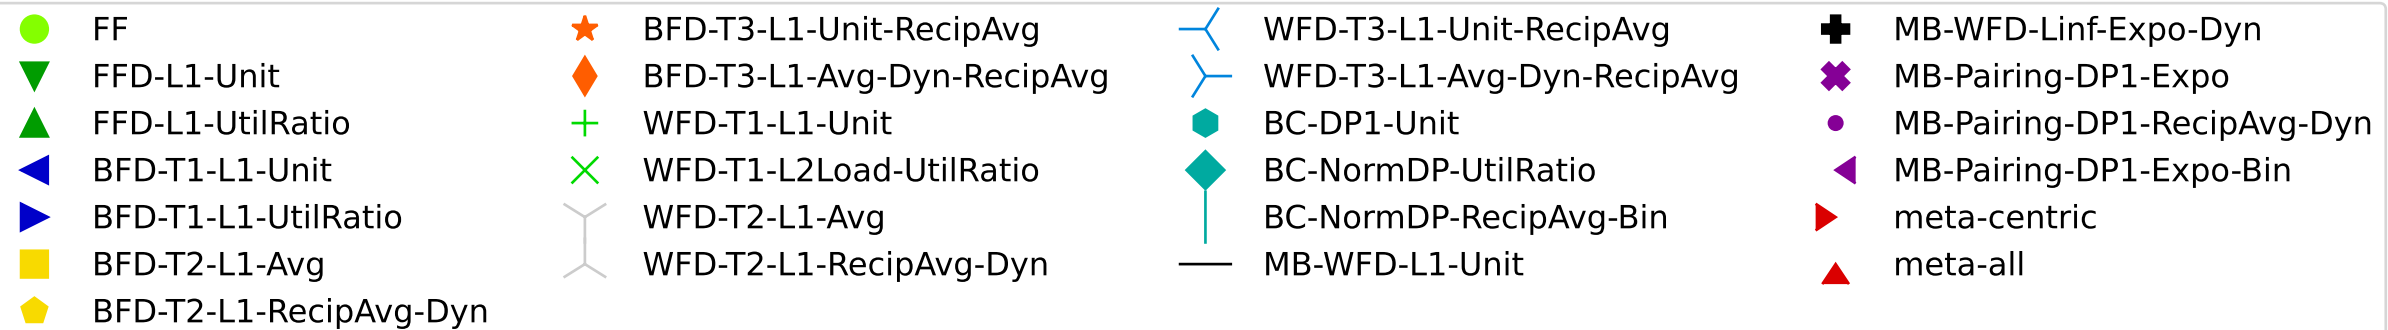 FF
FFD-L1-Unit
FFD-L1-UtilRatio
BFD-T1-L1-Unit
BFD-T1-L1-UtilRatio
BFD-T2-L1-Avg
BFD-T2-L1-RecipAvg-Dyn
BFD-T3-L1-Unit-RecipAvg
BFD-T3-L1-Avg-Dyn-RecipAvg
WFD-T1-L1-Unit
WFD-T1-L2Load-UtilRatio
WFD-T2-L1-Avg
WFD-T2-L1-RecipAvg-Dyn
WFD-T3-L1-Unit-RecipAvg
WFD-T3-L1-Avg-Dyn-RecipAvg
BC-DP1-Unit
BC-NormDP-UtilRatio
BC-NormDP-RecipAvg-Bin
MB-WFD-L1-Unit
MB-WFD-Linf-Expo-Dyn
MB-Pairing-DP1-Expo
MB-Pairing-DP1-RecipAvg-Dyn
MB-Pairing-DP1-Expo-Bin
meta-centric
meta-all